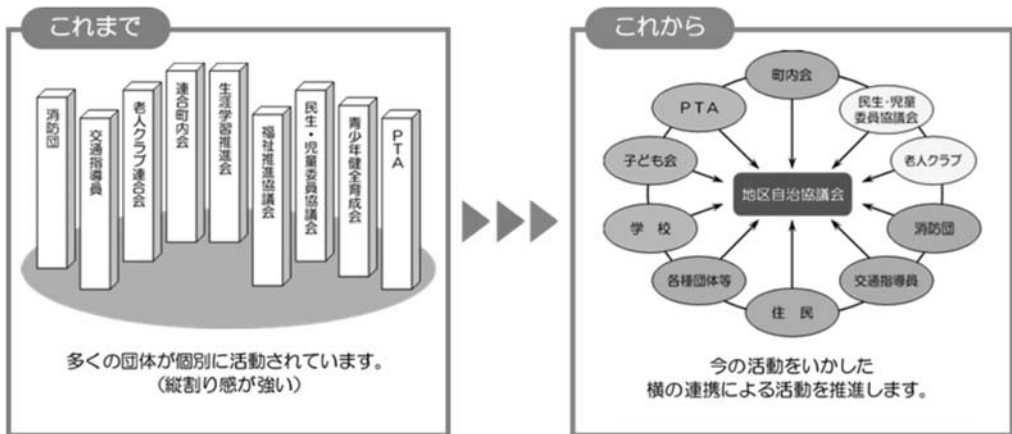 これまで
消防団
交通指導員
老人クラブ連合会
連合町内会
生涯学習推進会
福祉推進協議会
民生・児童委員協議会
青少年健全育成会
PTA
多くの団体が個別に活動されています。
（縦割り感が強い）
これから
町内会
PTA
民生・児童
委員協議会
子ども会
老人クラブ
地区自治協議会
学校
消防団
各種団体等
交通指導員
住民
今の活動をいかした
横の連携による活動を推進します。